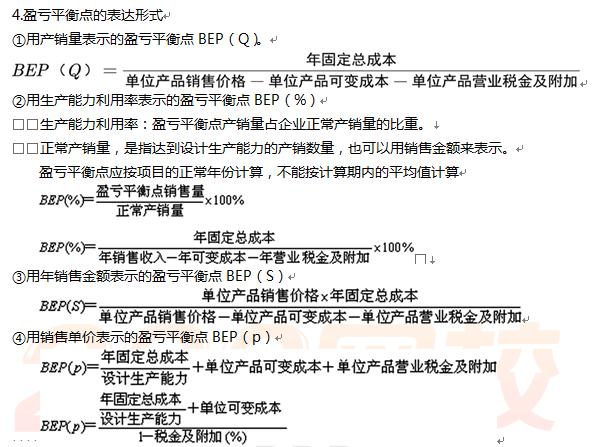 4.盈亏平衡点的表达形式
①用产销量表示的盈亏平衡点 BEP（Q）。
BEP（Q）= 年固定总成本 / 单位产品销售价格 — 单位产品可变成本 — 单位产品营业税金及附加
②用生产能力利用率表示的盈亏平衡点 BEP（%）
□□生产能力利用率：盈亏平衡点产销量占企业正常产销量的比重。
□□正常产销量，是指达到设计生产能力的产销数量，也可以用销售金额来表示。
盈亏平衡点应按项目的正常年份计算，不能按计算期内的平均值计算
BEP(%)= 盈亏平衡点销售量 / 正常产销量 ×100%
BEP(%)= 年固定总成本 / 年销售收入－年可变成本－年营业税金及附加 ×100%
③用年销售金额表示的盈亏平衡点 BEP（S）
BEP(S)= 单位产品销售价格×年固定总成本 / 单位产品销售价格－单位产品可变成本－单位产品营业税金及附加
④用销售单价表示的盈亏平衡点 BEP（p）
BEP(p)= 年固定总成本 / 设计生产能力 ＋单位产品可变成本＋单位产品营业税金及附加
BEP(p)= 年固定总成本 / 设计生产能力 ＋单位可变成本 / 1－税金及附加(%)